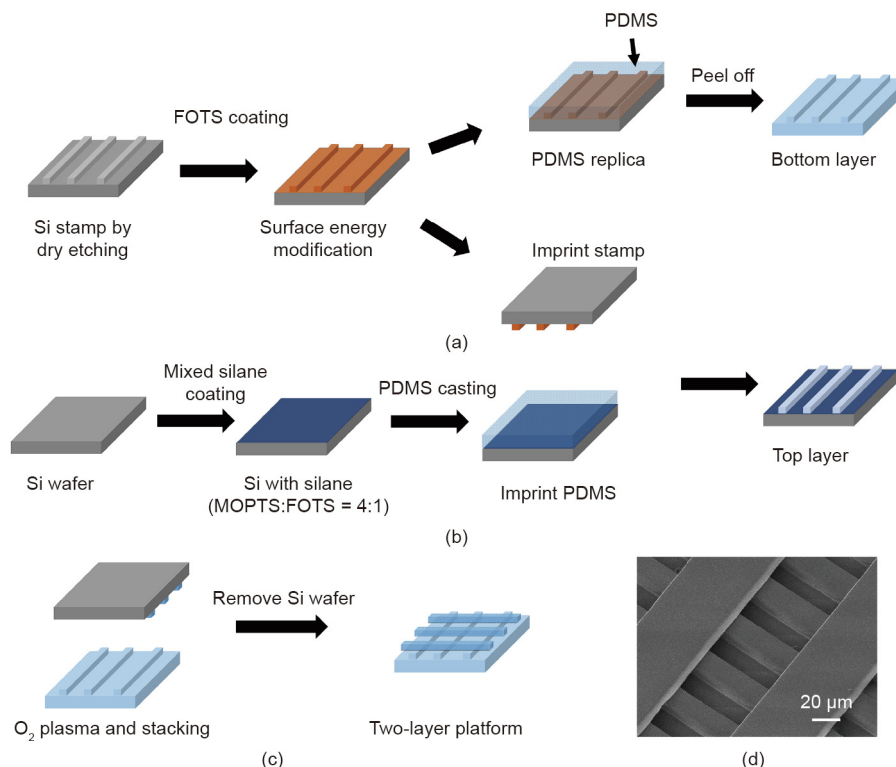 PDMS
Peel off
FOTS coating
PDMS replica
Bottom layer
Si stamp by
dry etching
Surface energy
modification
Imprint stamp
(a)
Mixed silane
coating
PDMS casting
Si wafer
Si with silane
(MOPTS:FOTS = 4:1)
Imprint PDMS
Top layer
(b)
Remove Si wafer
O₂ plasma and stacking
Two-layer platform
20 μm
(c)
(d)